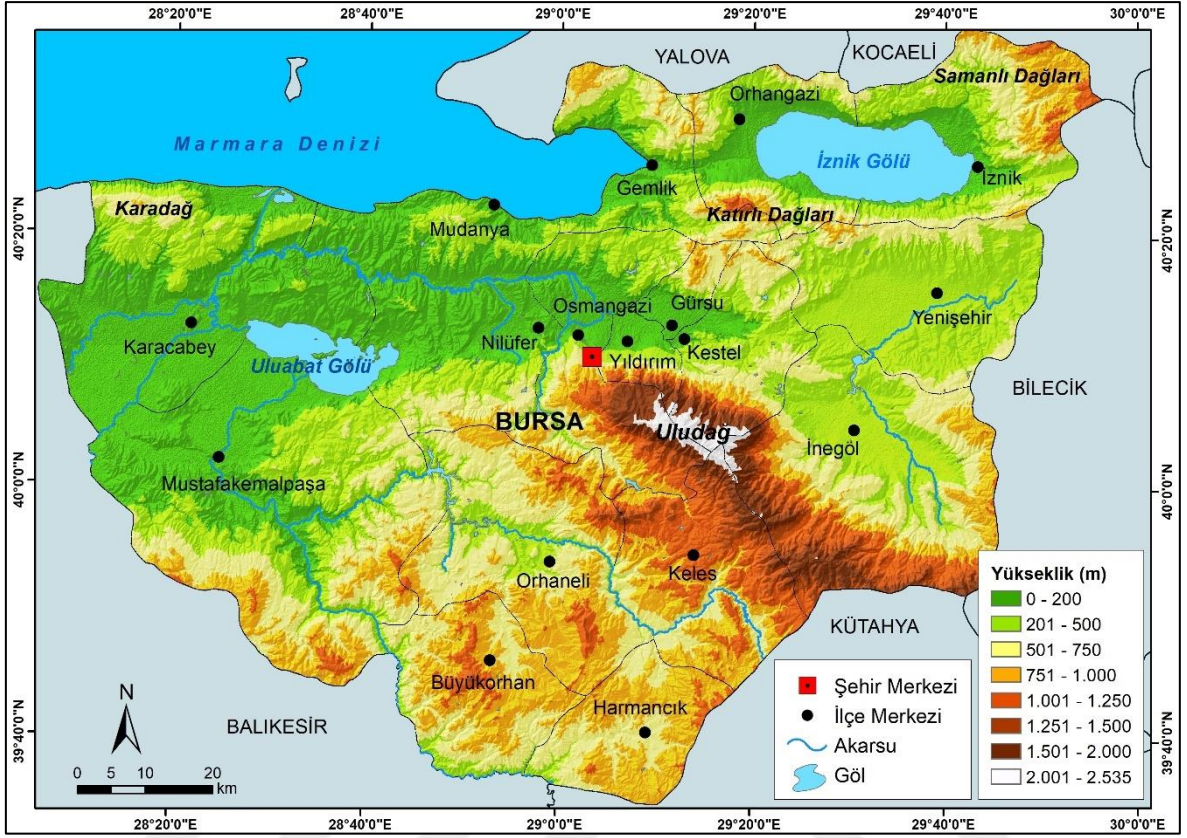 28°20'0"E 28°40'0"E 29°0'0"E 29°20'0"E 29°40'0"E 30°0'0"E
YALOVA
KOCAELİ
Samanlı Dağları
Orhangazi
Marmara Denizi
İznik Gölü
Gemlik
İznik
Karadağ
Katırlı Dağları
Mudanya
40°20'0"N
40°20'0"N
Osmangazi
Gürsu
Yenişehir
Karacabey
Nilüfer
Uluabat Gölü
Yıldırım
Kestel
BİLECİK
BURSA
Uludağ
İnegöl
Mustafakemalpaşa
40°0'0"N
40°0'0"N
Orhaneli
Keles
KÜTAHYA
Büyükorhan
Harmancık
BALIKESİR
39°40'0"N
39°40'0"N
N
0 5 10 20
km
Şehir Merkezi
İlçe Merkezi
Akarsu
Göl
Yükseklik (m)
0 - 200
201 - 500
501 - 750
751 - 1.000
1.001 - 1.250
1.251 - 1.500
1.501 - 2.000
2.001 - 2.535
28°20'0"E 28°40'0"E 29°0'0"E 29°20'0"E 29°40'0"E